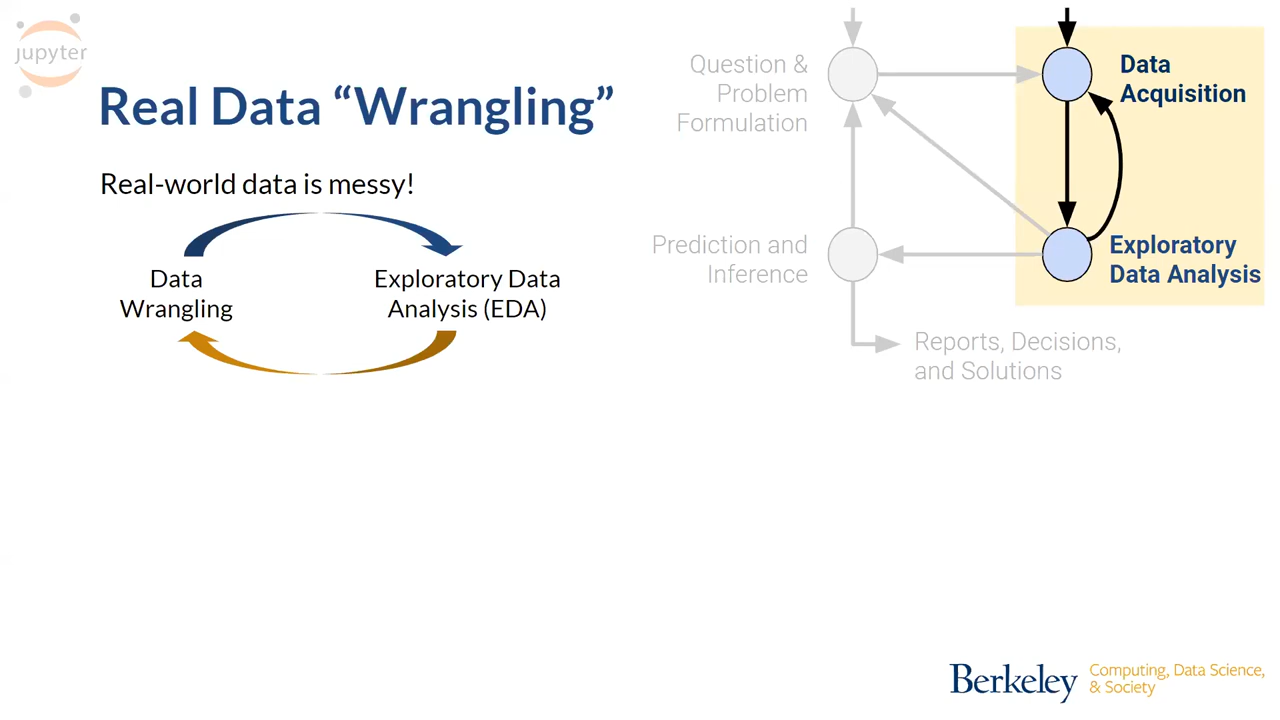 jupyter
Real Data “Wrangling”
Real-world data is messy!
Data
Wrangling
Exploratory Data
Analysis (EDA)
Question &
Problem
Formulation
Data
Acquisition
Prediction and
Inference
Exploratory
Data Analysis
Reports, Decisions,
and Solutions
Berkeley
Computing, Data Science,
& Society